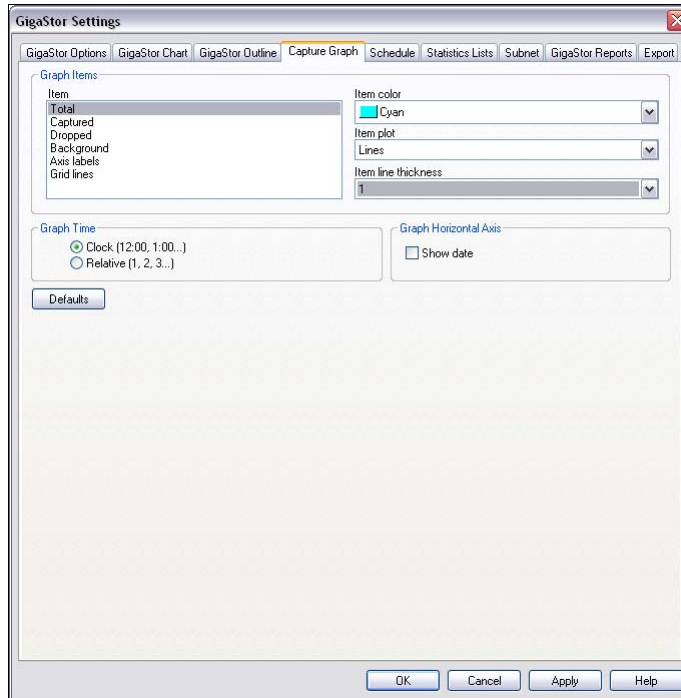 GigaStor Settings
GigaStor Options GigaStor Chart GigaStor Outline Capture Graph Schedule Statistics Lists Subnet GigaStor Reports Export
Graph Items
Item
Total
Captured
Dropped
Background
Axis labels
Grid lines
Item color
Cyan
Item plot
Lines
Item line thickness
1
Graph Time
Clock (12:00, 1:00...)
Relative (1, 2, 3...)
Graph Horizontal Axis
Show date
Defaults
OK Cancel Apply Help